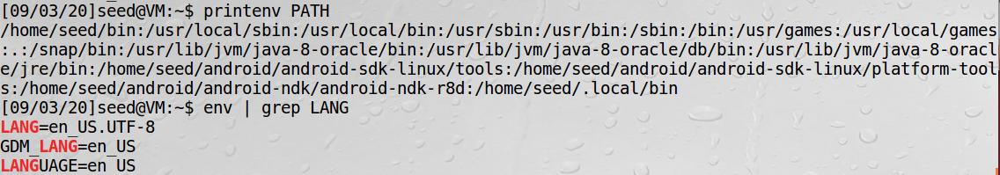 [09/03/20]seed@VM:~$ printenv PATH
/home/seed/bin:/usr/local/sbin:/usr/local/bin:/usr/sbin:/usr/bin:/sbin:/bin:/usr/games:/usr/local/games
:.:/snap/bin:/usr/lib/jvm/java-8-oracle/bin:/usr/lib/jvm/java-8-oracle/db/bin:/usr/lib/jvm/java-8-oracl
e/jre/bin:/home/seed/android/android-sdk-linux/tools:/home/seed/android/android-sdk-linux/platform-tool
s:/home/seed/android/android-ndk/android-ndk-r8d:/home/seed/.local/bin
[09/03/20]seed@VM:~$ env | grep LANG
LANG=en_US.UTF-8
GDM_LANG=en_US
LANGUAGE=en_US